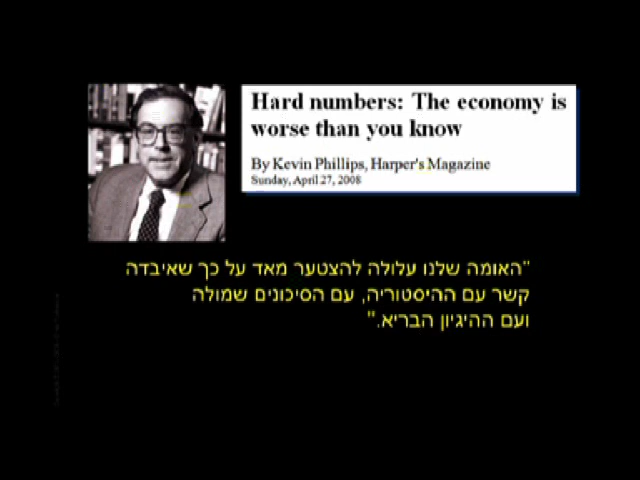 Hard numbers: The economy is
worse than you know
By Kevin Phillips, Harper's Magazine
Sunday, April 27, 2008
"האומה שלנו עלולה להצטער מאד על כך שאיבדה
קשר עם ההיסטוריה, עם הסיכונים שמולה
ועם ההיגיון הבריא."